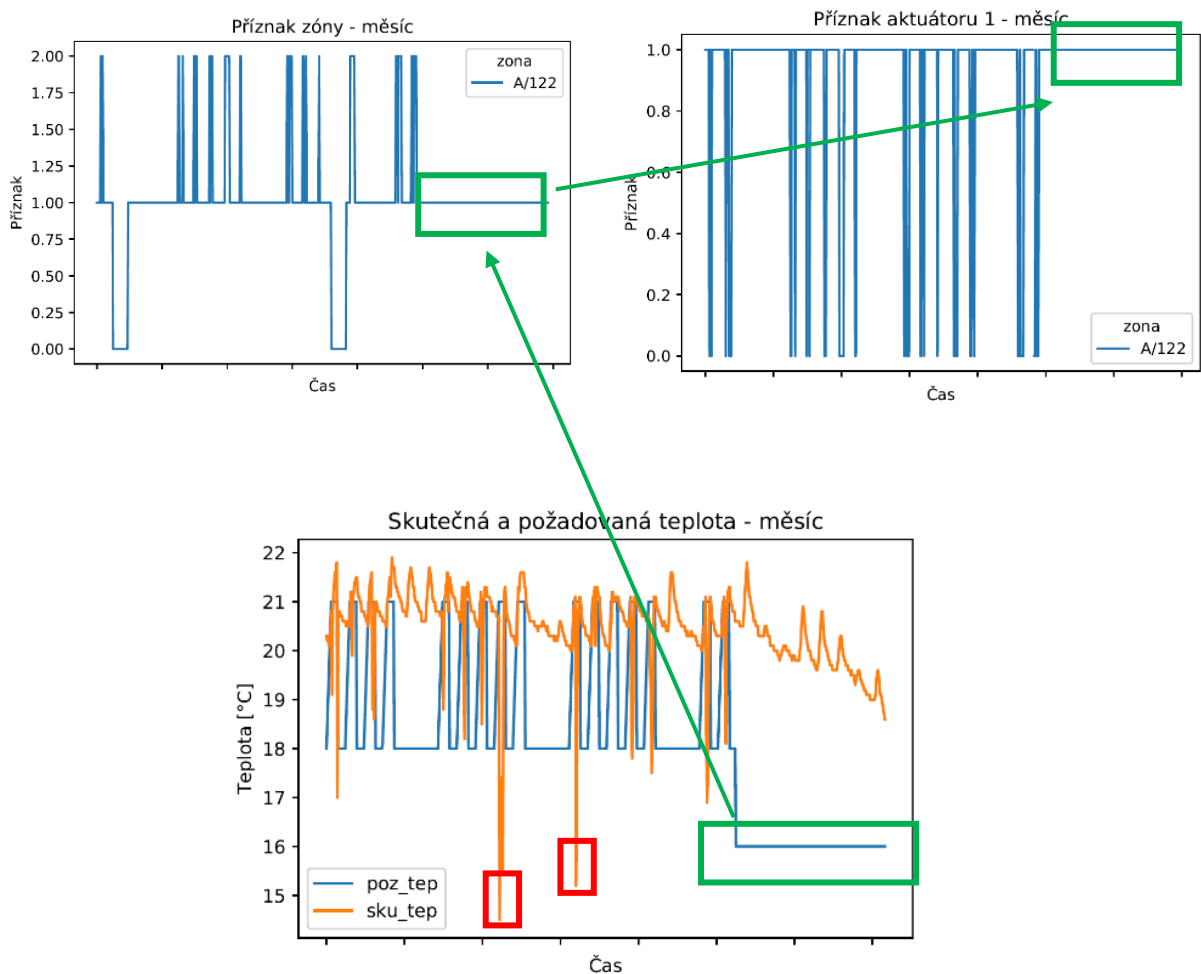 Příznak zóny - měsíc
2.00
1.75
1.50
1.25
1.00
0.75
0.50
0.25
0.00
Příznak
zona
A/122
Čas
Příznak aktuátoru 1 - měsíc
1.0
0.8
0.6
0.4
0.2
0.0
Příznak
zona
A/122
Čas
Skutečná a požadovaná teplota - měsíc
22
21
20
19
18
17
16
15
Teplota [°C]
poz_tep
sku_tep
Čas